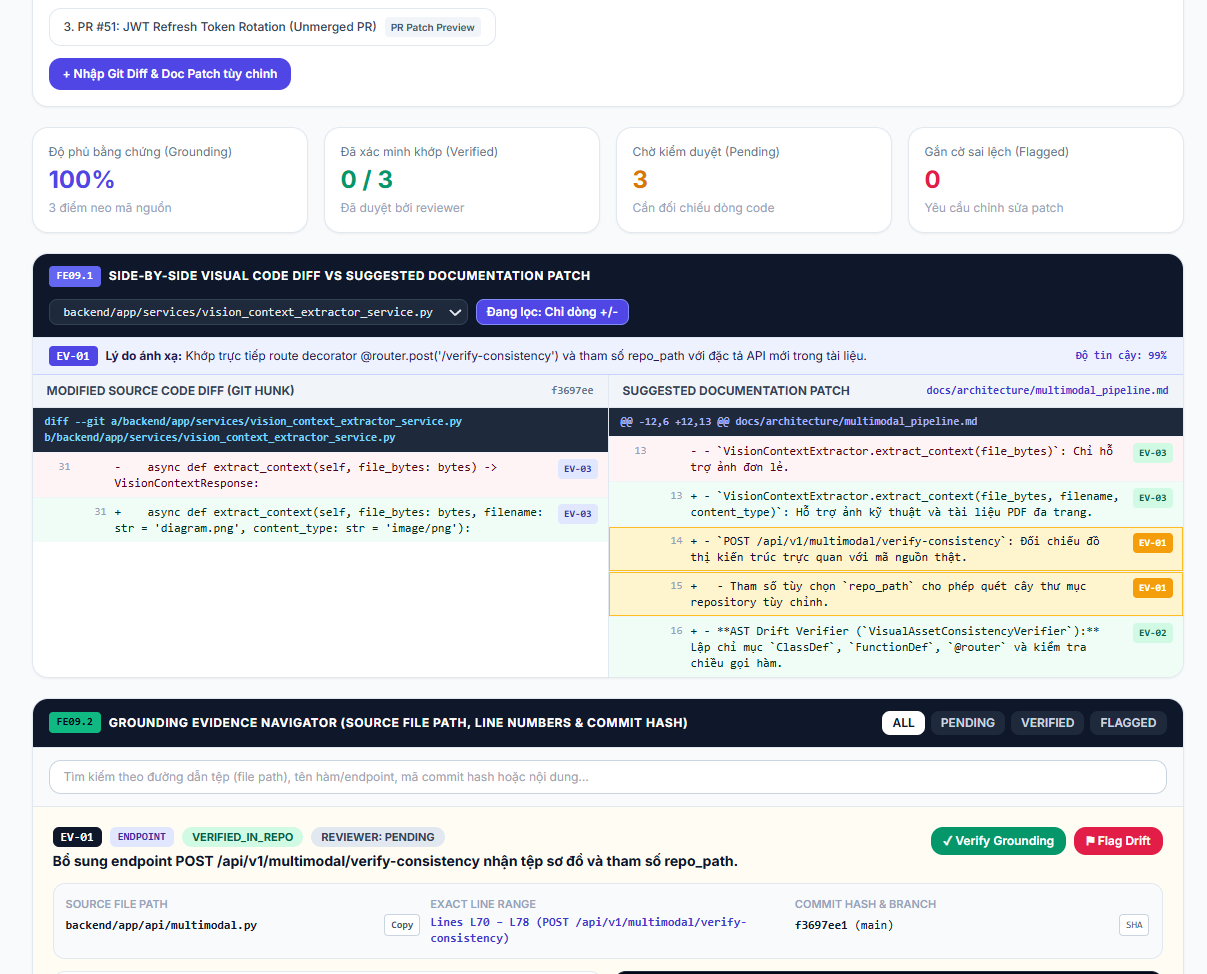 3. PR #51: JWT Refresh Token Rotation (Unmerged PR) PR Patch Preview
+ Nhập Git Diff & Doc Patch tùy chỉnh
Độ phủ bằng chứng (Grounding)
100%
3 điểm neo mã nguồn
Đã xác minh khớp (Verified)
0 / 3
Đã duyệt bởi reviewer
Chờ kiểm duyệt (Pending)
3
Cần đối chiếu dòng code
Gắn cờ sai lệch (Flagged)
0
Yêu cầu chỉnh sửa patch
FE09.1 SIDE-BY-SIDE VISUAL CODE DIFF VS SUGGESTED DOCUMENTATION PATCH
backend/app/services/vision_context_extractor_service.py Đang lọc: Chỉ dòng +/-
EV-01 Lý do ánh xạ: Khớp trực tiếp route decorator @router.post('/verify-consistency') và tham số repo_path với đặc tả API mới trong tài liệu. Độ tin cậy: 99%
MODIFIED SOURCE CODE DIFF (GIT HUNK) f3697ee
diff --git a/backend/app/services/vision_context_extractor_service.py
b/backend/app/services/vision_context_extractor_service.py
31 - async def extract_context(self, file_bytes: bytes) -> EV-03
VisionContextResponse:
31 + async def extract_context(self, file_bytes: bytes, filename: EV-03
str = 'diagram.png', content_type: str = 'image/png'):
SUGGESTED DOCUMENTATION PATCH docs/architecture/multimodal_pipeline.md
@@ -12,6 +12,13 @@ docs/architecture/multimodal_pipeline.md
13 - - `VisionContextExtractor.extract_context(file_bytes)`: Chỉ hỗ EV-03
trợ ảnh đơn lẻ.
13 + - `VisionContextExtractor.extract_context(file_bytes, filename, EV-03
content_type)`: Hỗ trợ ảnh kỹ thuật và tài liệu PDF đa trang.
14 + - `POST /api/v1/multimodal/verify-consistency`: Đối chiếu đồ EV-01
thị kiến trúc trực quan với mã nguồn thật.
15 +   - Tham số tùy chọn `repo_path` cho phép quét cây thư mục EV-01
repository tùy chỉnh.
16 + - **AST Drift Verifier (`VisualAssetConsistencyVerifier`):** EV-02
Lập chỉ mục `ClassDef`, `FunctionDef`, `@router` và kiểm tra
chiều gọi hàm.
FE09.2 GROUNDING EVIDENCE NAVIGATOR (SOURCE FILE PATH, LINE NUMBERS & COMMIT HASH) ALL PENDING VERIFIED FLAGGED
Tìm kiếm theo đường dẫn tệp (file path), tên hàm/endpoint, mã commit hash hoặc nội dung...
EV-01 ENDPOINT VERIFIED_IN_REPO REVIEWER: PENDING
Bổ sung endpoint POST /api/v1/multimodal/verify-consistency nhận tệp sơ đồ và tham số repo_path.
✓ Verify Grounding ⚑ Flag Drift
SOURCE FILE PATH
backend/app/api/multimodal.py Copy
EXACT LINE RANGE
Lines L70 – L78 (POST /api/v1/multimodal/verify-
consistency)
COMMIT HASH & BRANCH
f3697ee1 (main) SHA